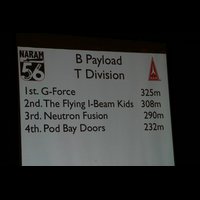 NARAM
56
B Payload
T Division
1st. G-Force 325m
2nd. The Flying I-Beam Kids 308m
3rd. Neutron Fusion 290m
4th. Pod Bay Doors 232m